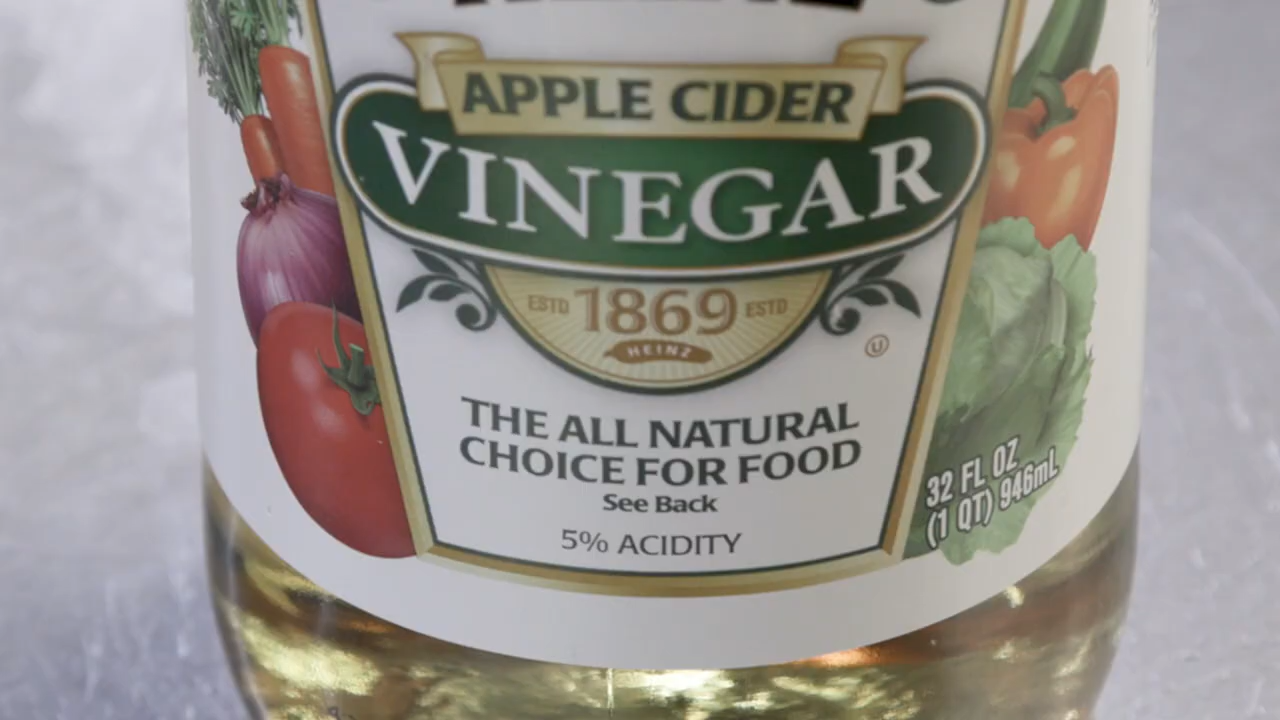 APPLE CIDER
VINEGAR
ESTD 1869 ESTD
HEINZ
U
THE ALL NATURAL
CHOICE FOR FOOD
See Back
5% ACIDITY
32 FL OZ
(1 QT) 946mL